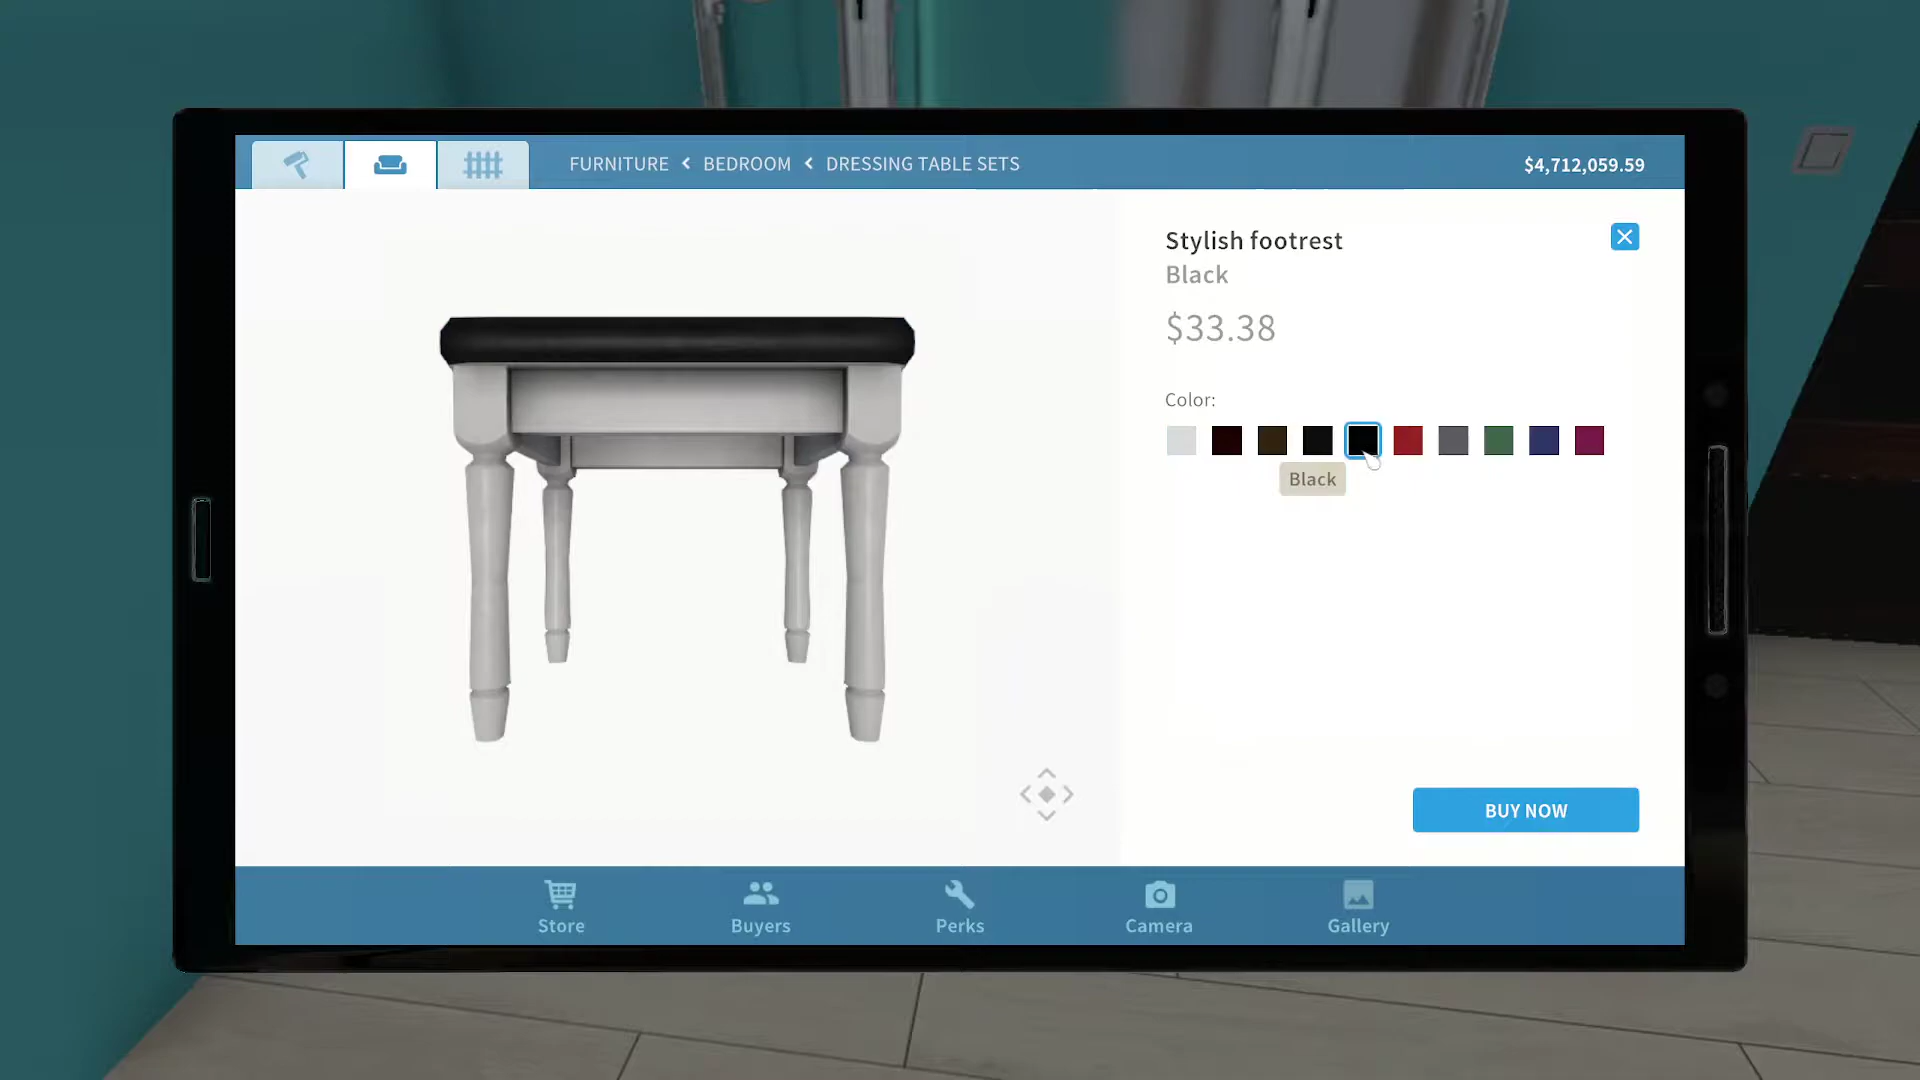 FURNITURE < BEDROOM < DRESSING TABLE SETS
$4,712,059.59
Stylish footrest
Black
$33.38
Color:
Black
BUY NOW
Store
Buyers
Perks
Camera
Gallery